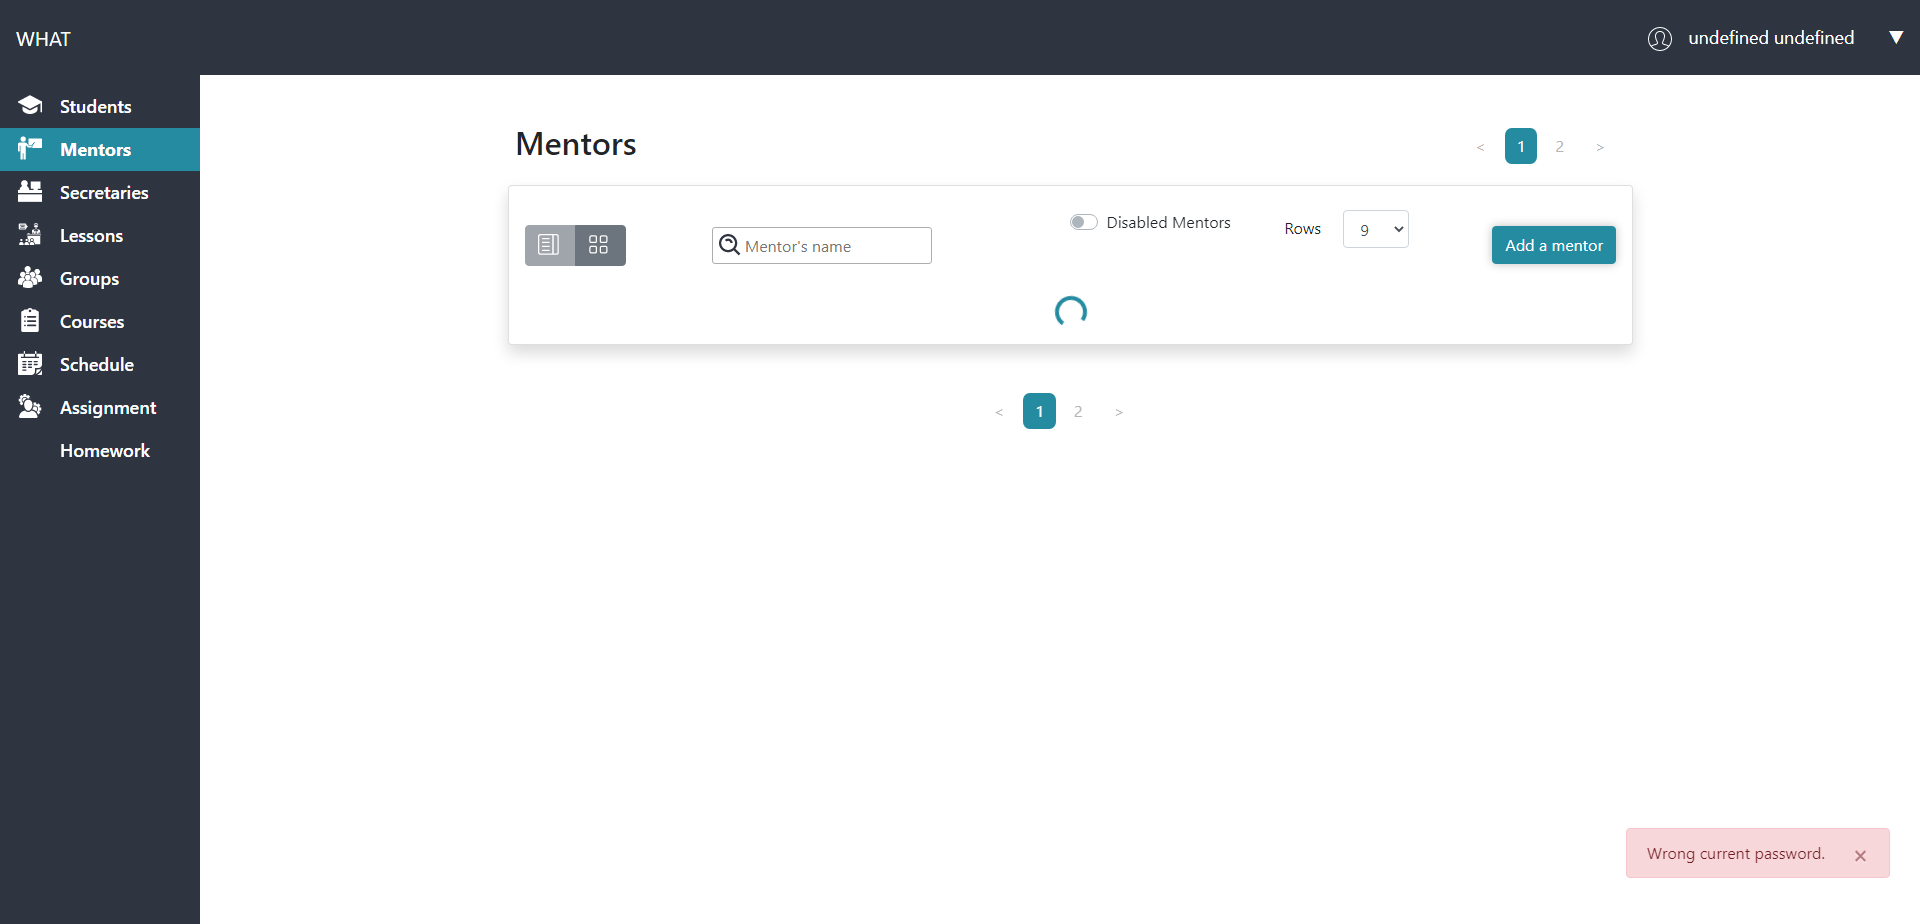 WHAT
undefined undefined
▼
Students
Mentors
Secretaries
Lessons
Groups
Courses
Schedule
Assignment
Homework
Mentors
< 1 2 >
Mentor's name
Disabled Mentors
Rows 9
Add a mentor
< 1 2 >
Wrong current password. ×